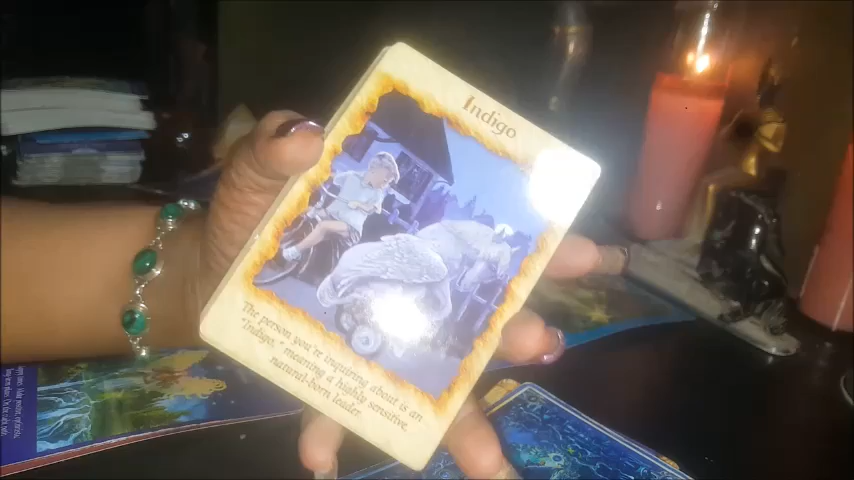 Indigo
The person you're inquiring about is an
"Indigo," meaning a highly sensitive,
natural-born leader.